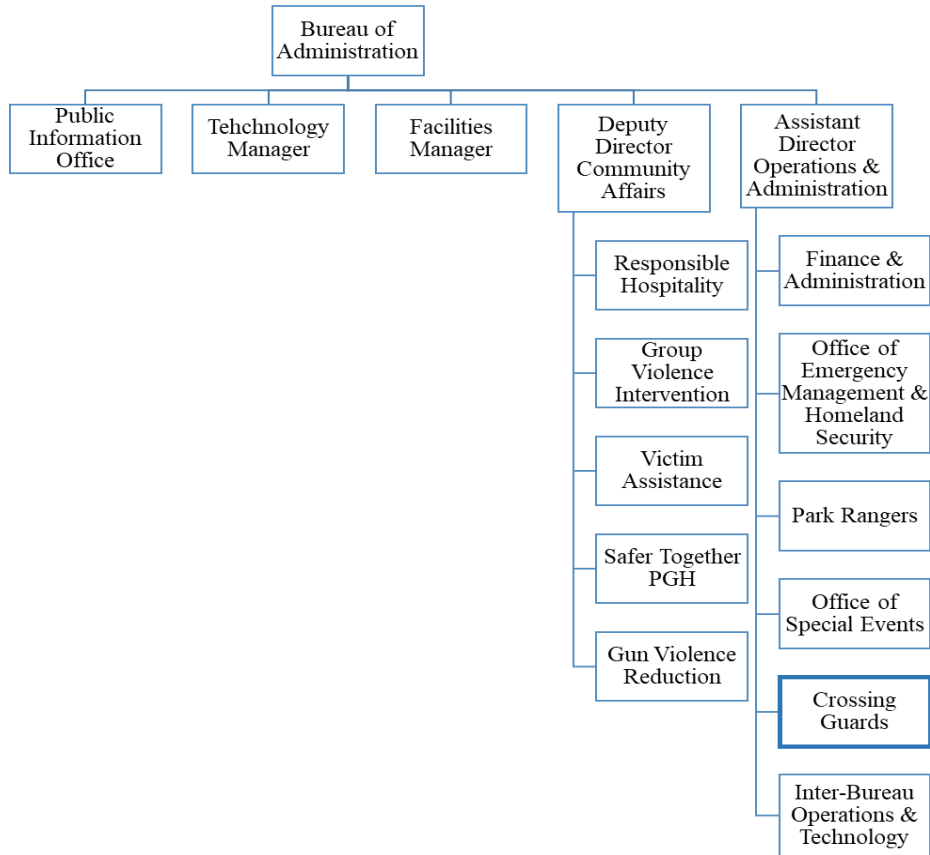 Bureau of
Administration
Public
Information
Office
Tehchnology
Manager
Facilities
Manager
Deputy
Director
Community
Affairs
Assistant
Director
Operations &
Administration
Responsible
Hospitality
Group
Violence
Intervention
Victim
Assistance
Safer Together
PGH
Gun Violence
Reduction
Finance &
Administration
Office of
Emergency
Management &
Homeland
Security
Park Rangers
Office of
Special Events
Crossing
Guards
Inter-Bureau
Operations &
Technology